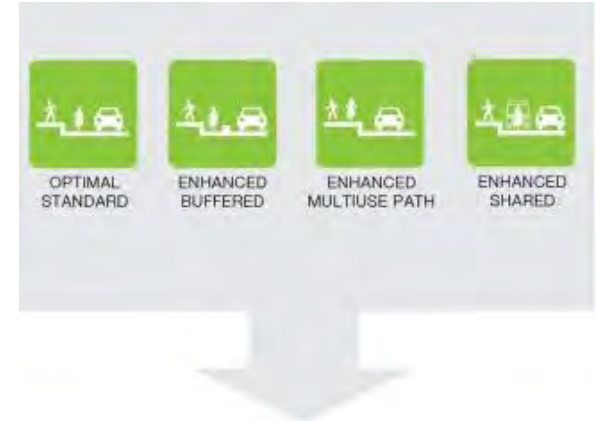 OPTIMAL
STANDARD
ENHANCED
BUFFERED
ENHANCED
MULTIUSE PATH
ENHANCED
SHARED